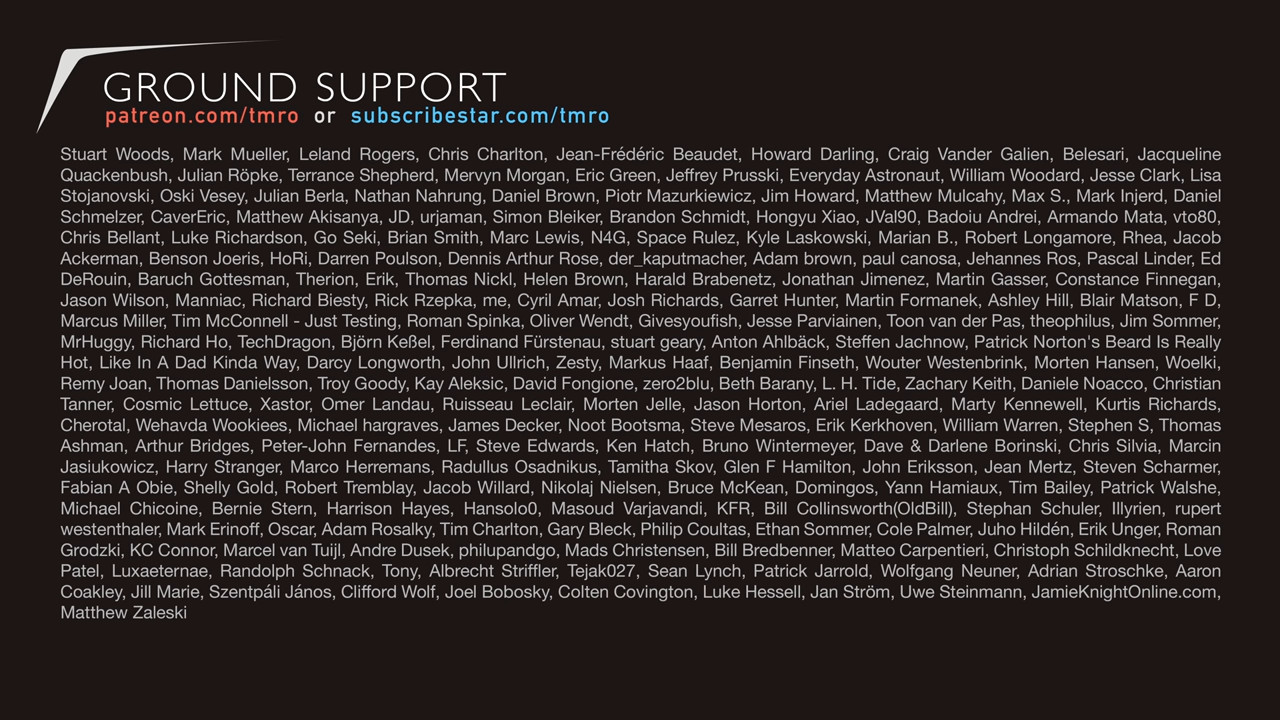 GROUND SUPPORT
patreon.com/tmro or subscribestar.com/tmro
Stuart Woods, Mark Mueller, Leland Rogers, Chris Charlton, Jean-Frédéric Beaudet, Howard Darling, Craig Vander Galien, Belesari, Jacqueline
Quackenbush, Julian Röpke, Terrance Shepherd, Mervyn Morgan, Eric Green, Jeffrey Prusski, Everyday Astronaut, William Woodard, Jesse Clark, Lisa
Stojanovski, Oski Vesey, Julian Berla, Nathan Nahrung, Daniel Brown, Piotr Mazurkiewicz, Jim Howard, Matthew Mulcahy, Max S., Mark Injerd, Daniel
Schmelzer, CaverEric, Matthew Akisanya, JD, urjaman, Simon Bleiker, Brandon Schmidt, Hongyu Xiao, JVal90, Badoiu Andrei, Armando Mata, vto80,
Chris Bellant, Luke Richardson, Go Seki, Brian Smith, Marc Lewis, N4G, Space Rulez, Kyle Laskowski, Marian B., Robert Longamore, Rhea, Jacob
Ackerman, Benson Joeris, HoRi, Darren Poulson, Dennis Arthur Rose, der_kaputmacher, Adam brown, paul canosa, Jehannes Ros, Pascal Linder, Ed
DeRouin, Baruch Gottesman, Therion, Erik, Thomas Nickl, Helen Brown, Harald Brabenetz, Jonathan Jimenez, Martin Gasser, Constance Finnegan,
Jason Wilson, Manniac, Richard Biesty, Rick Rzepka, me, Cyril Amar, Josh Richards, Garret Hunter, Martin Formanek, Ashley Hill, Blair Matson, F D,
Marcus Miller, Tim McConnell - Just Testing, Roman Spinka, Oliver Wendt, Givesyoufish, Jesse Parviainen, Toon van der Pas, theophilus, Jim Sommer,
MrHuggy, Richard Ho, TechDragon, Björn Keßel, Ferdinand Fürstenau, stuart geary, Anton Ahlbäck, Steffen Jachnow, Patrick Norton's Beard Is Really
Hot, Like In A Dad Kinda Way, Darcy Longworth, John Ullrich, Zesty, Markus Haaf, Benjamin Finseth, Wouter Westenbrink, Morten Hansen, Woelki,
Remy Joan, Thomas Danielsson, Troy Goody, Kay Aleksic, David Fongione, zero2blu, Beth Barany, L. H. Tide, Zachary Keith, Daniele Noacco, Christian
Tanner, Cosmic Lettuce, Xastor, Omer Landau, Ruisseau Leclair, Morten Jelle, Jason Horton, Ariel Ladegaard, Marty Kennewell, Kurtis Richards,
Cherotal, Wehavda Wookiees, Michael hargraves, James Decker, Noot Bootsma, Steve Mesaros, Erik Kerkhoven, William Warren, Stephen S, Thomas
Ashman, Arthur Bridges, Peter-John Fernandes, LF, Steve Edwards, Ken Hatch, Bruno Wintermeyer, Dave & Darlene Borinski, Chris Silvia, Marcin
Jasiukowicz, Harry Stranger, Marco Herremans, Radullus Osadnikus, Tamitha Skov, Glen F Hamilton, John Eriksson, Jean Mertz, Steven Scharmer,
Fabian A Obie, Shelly Gold, Robert Tremblay, Jacob Willard, Nikolaj Nielsen, Bruce McKean, Domingos, Yann Hamiaux, Tim Bailey, Patrick Walshe,
Michael Chicoine, Bernie Stern, Harrison Hayes, Hansolo0, Masoud Varjavandi, KFR, Bill Collinsworth(OldBill), Stephan Schuler, Illyrien, rupert
westenthaler, Mark Erinoff, Oscar, Adam Rosalky, Tim Charlton, Gary Bleck, Philip Coultas, Ethan Sommer, Cole Palmer, Juho Hildén, Erik Unger, Roman
Grodzki, KC Connor, Marcel van Tuijl, Andre Dusek, philupandgo, Mads Christensen, Bill Bredbenner, Matteo Carpentieri, Christoph Schildknecht, Love
Patel, Luxaeternae, Randolph Schnack, Tony, Albrecht Striffler, Tejak027, Sean Lynch, Patrick Jarrold, Wolfgang Neuner, Adrian Stroschke, Aaron
Coakley, Jill Marie, Szentpáli János, Clifford Wolf, Joel Bobosky, Colten Covington, Luke Hessell, Jan Ström, Uwe Steinmann, JamieKnightOnline.com,
Matthew Zaleski